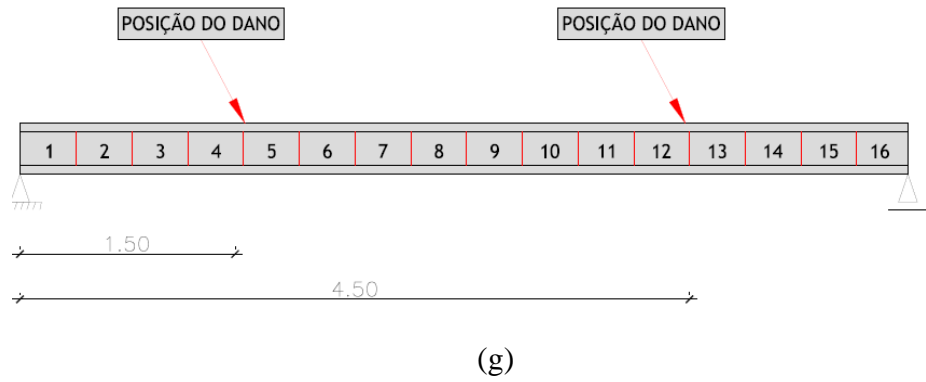 POSIÇÃO DO DANO POSIÇÃO DO DANO
1 2 3 4 5 6 7 8 9 10 11 12 13 14 15 16
1.50
4.50
(g)